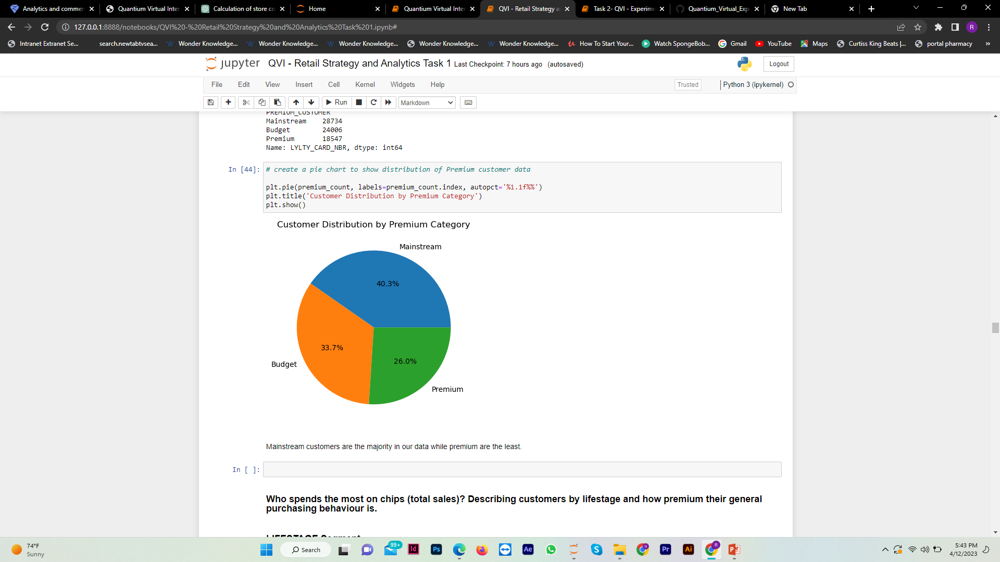 Analytics and commer
Quantium Virtual Inter
Calculation of store co
Home
Quantium Virtual Inter
QVI - Retail Strategy a
Task 2- QVI - Experime
Quantium_Virtual_Exp
New Tab
127.0.0.1:8888/notebooks/QVI%20-%20Retail%20Strategy%20and%20Analytics%20Task%201.ipynb#
R
Intranet Extranet Se...
search.newtabtvsea...
Wonder Knowledge...
Wonder Knowledge...
Wonder Knowledge...
Wonder Knowledge...
Wonder Knowledge...
How To Start Your...
Watch SpongeBob...
Gmail
YouTube
Maps
Curtiss King Beats |...
portal pharmacy
»
jupyter QVI - Retail Strategy and Analytics Task 1 Last Checkpoint: 7 hours ago (autosaved)
Logout
File Edit View Insert Cell Kernel Widgets Help
Trusted
Python 3 (ipykernel)
Run
Markdown
PREMIUM_CUSTOMER
Mainstream 28734
Budget 24006
Premium 18547
Name: LYLTY_CARD_NBR, dtype: int64
In [44]:
# create a pie chart to show distribution of Premium customer data
plt.pie(premium_count, labels=premium_count.index, autopct='%1.1f%%')
plt.title('Customer Distribution by Premium Category')
plt.show()
Customer Distribution by Premium Category
Mainstream
40.3%
33.7%
Budget
26.0%
Premium
Mainstream customers are the majority in our data while premium are the least.
In [ ]:
Who spends the most on chips (total sales)? Describing customers by lifestage and how premium their general
purchasing behaviour is.
LIFESTAGE Segment
74°F
Sunny
Search
99+
Id
Ps
Ae
S
N
Pr
Ai
R
P
5:43 PM
4/12/2023